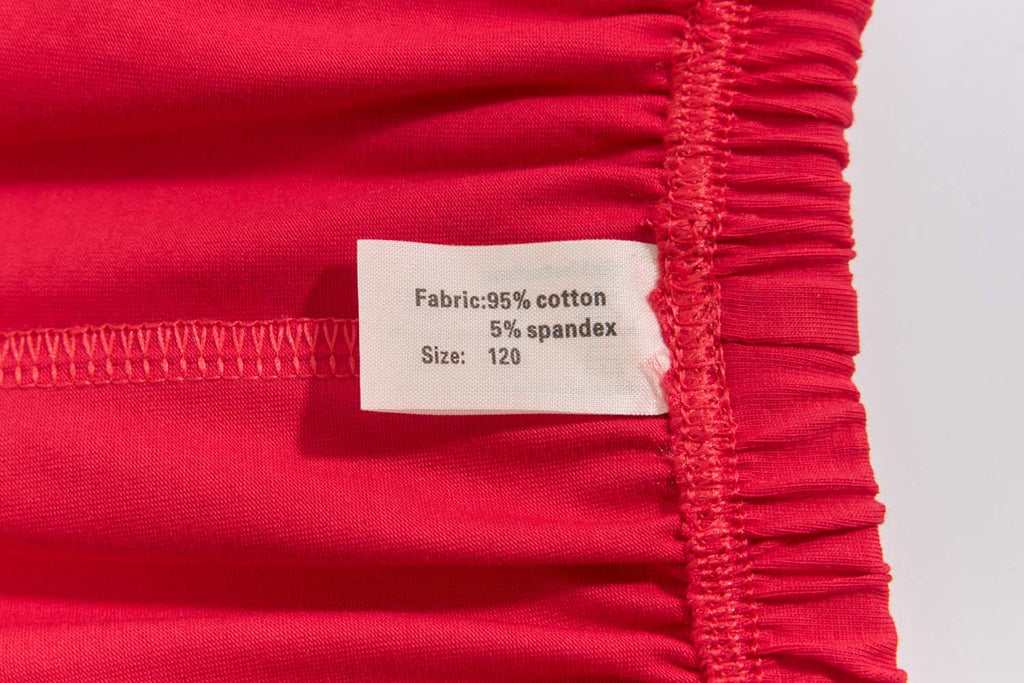 Fabric:95% cotton
5% spandex
Size: 120